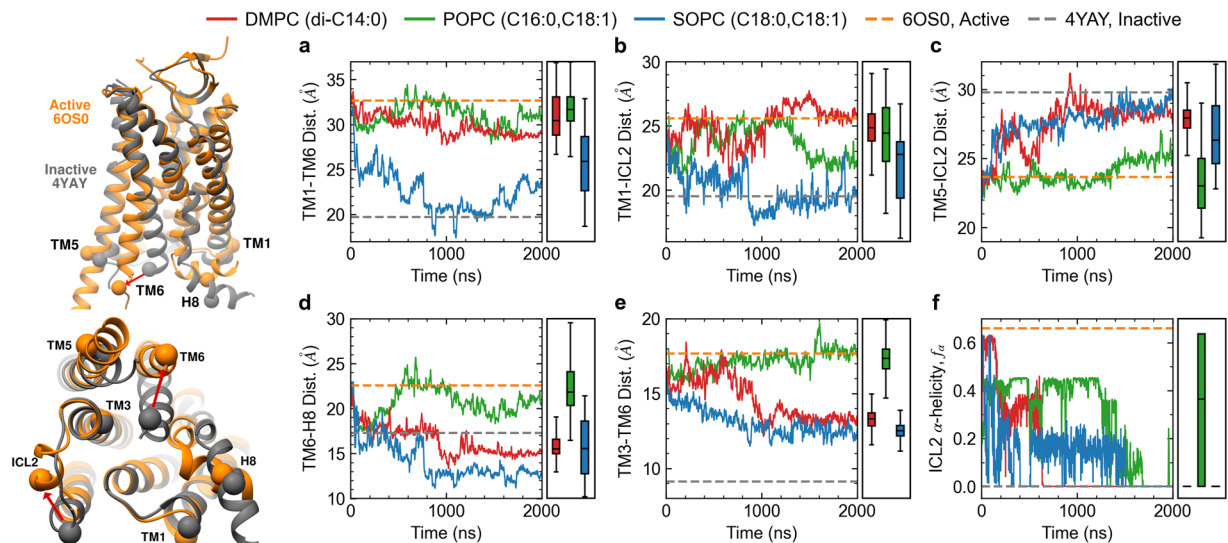 DMPC (di-C14:0) POPC (C16:0,C18:1) SOPC (C18:0,C18:1) 6OS0, Active 4YAY, Inactive
Active
6OS0
Inactive
4YAY
TM5
TM1
TM6
H8
TM5
TM6
TM3
ICL2
H8
TM1
a
TM1-TM6 Dist. (Å)
35
30
25
20
0 1000 2000
Time (ns)
b
TM1-ICL2 Dist. (Å)
30
25
20
0 1000 2000
Time (ns)
c
TM5-ICL2 Dist. (Å)
30
25
20
0 1000 2000
Time (ns)
d
TM6-H8 Dist. (Å)
30
25
20
15
10
0 1000 2000
Time (ns)
e
TM3-TM6 Dist. (Å)
20
15
10
0 1000 2000
Time (ns)
f
ICL2 α-helicity, fα
0.6
0.4
0.2
0.0
0 1000 2000
Time (ns)